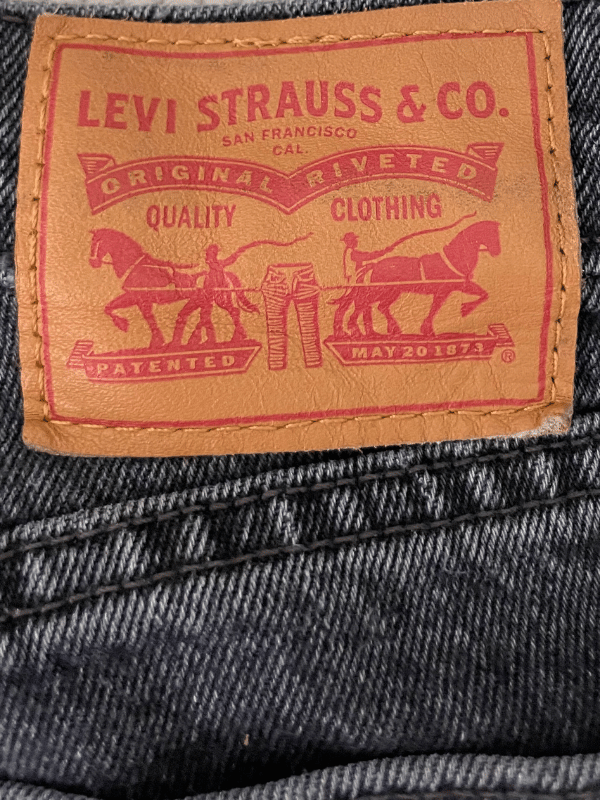 LEVI STRAUSS & CO.
SAN FRANCISCO
CAL.
ORIGINAL RIVETED
QUALITY CLOTHING
PATENTED MAY 20 1873 ®